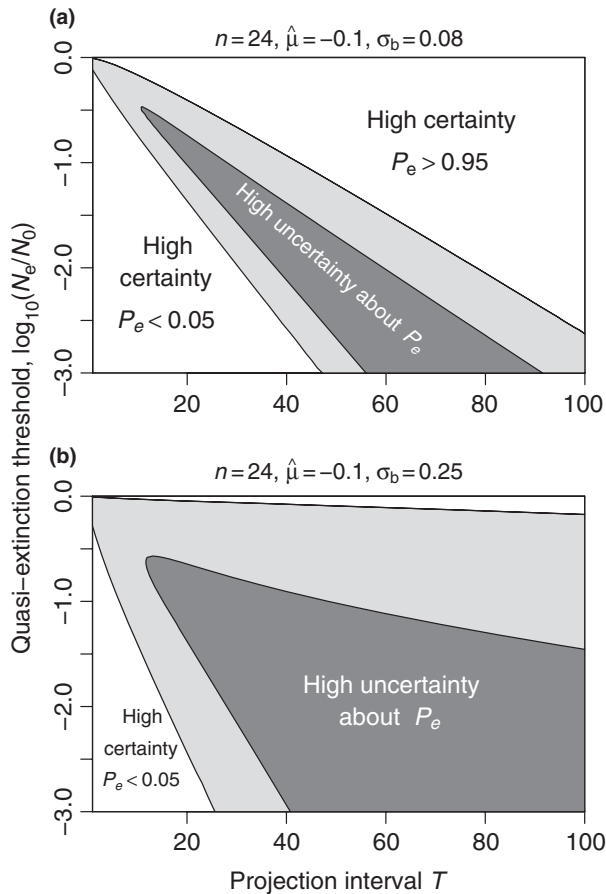 (a)
n = 24, μ̂ = −0.1, σb = 0.08
0.0
−1.0
−2.0
−3.0
High certainty
Pe > 0.95
High uncertainty about Pe
High
certainty
Pe < 0.05
20
40
60
80
100
Quasi−extinction threshold, log10(Ne/N0)
(b)
n = 24, μ̂ = −0.1, σb = 0.25
0.0
−1.0
−2.0
−3.0
High uncertainty
about Pe
High
certainty
Pe < 0.05
20
40
60
80
100
Projection interval T